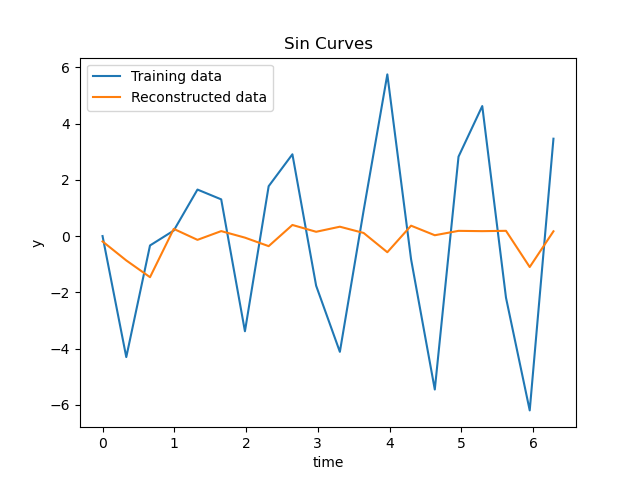 Sin Curves
Training data
Reconstructed data
y
6
4
2
0
−2
−4
−6
0 1 2 3 4 5 6
time